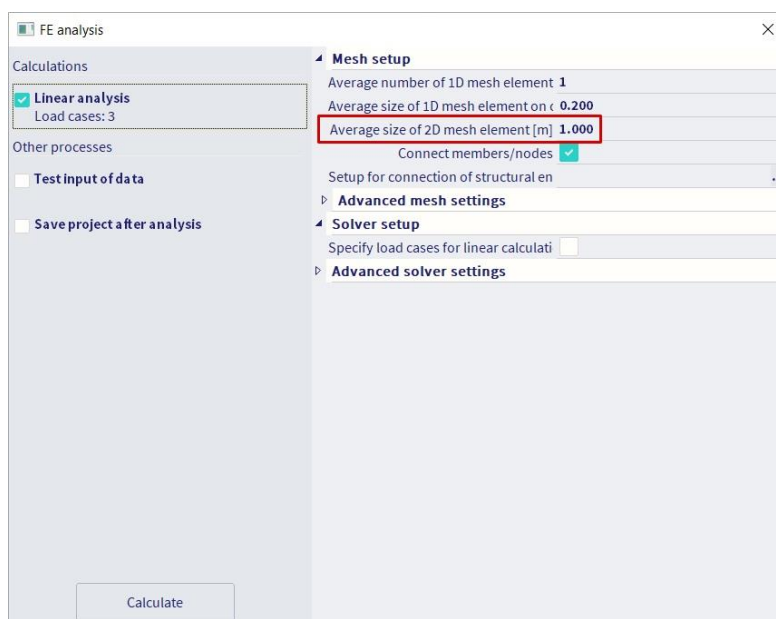 FE analysis
Calculations
Linear analysis
Load cases: 3
Other processes
Test input of data
Save project after analysis
Calculate
Mesh setup
Average number of 1D mesh element 1
Average size of 1D mesh element on c 0.200
Average size of 2D mesh element [m] 1.000
Connect members/nodes
Setup for connection of structural en .
Advanced mesh settings
Solver setup
Specify load cases for linear calculati
Advanced solver settings